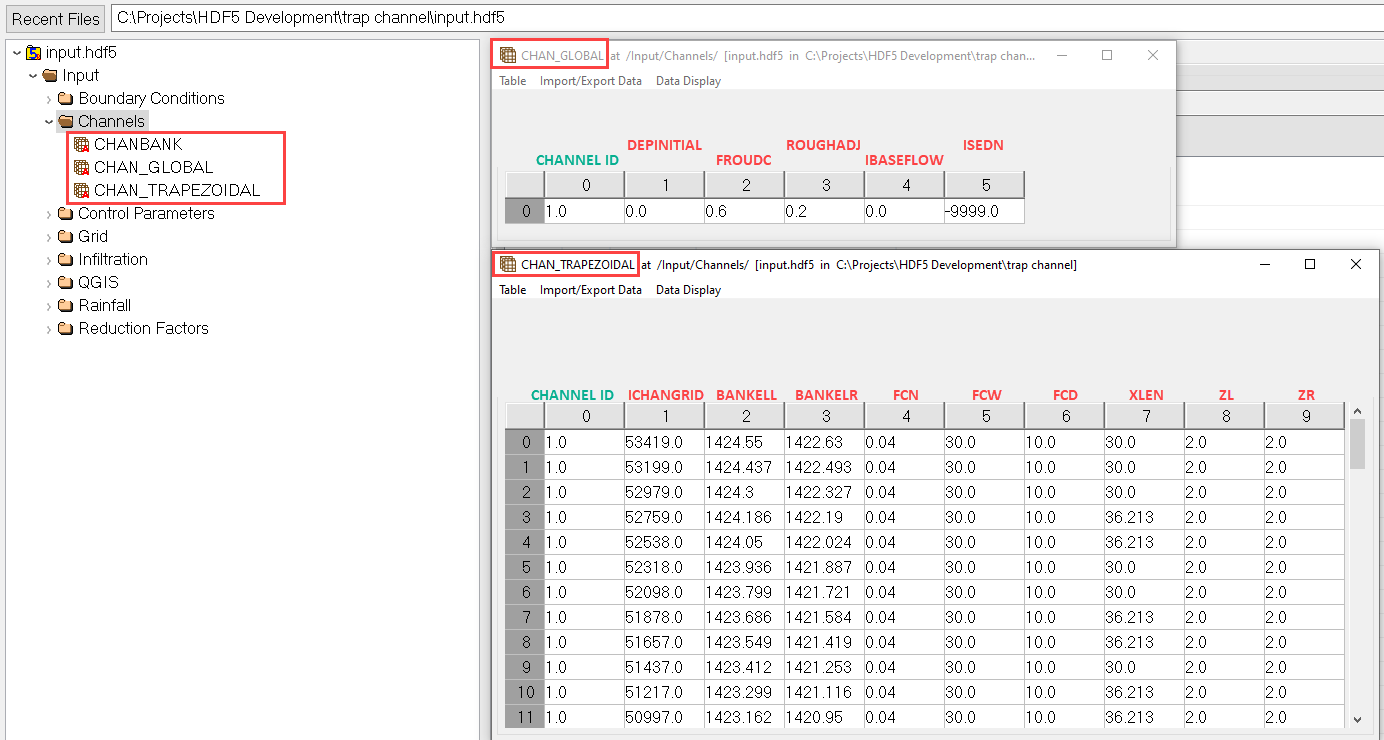 Recent Files
C:\Projects\HDF5 Development\trap channel\input.hdf5
input.hdf5
Input
Boundary Conditions
Channels
CHANBANK
CHAN_GLOBAL
CHAN_TRAPEZOIDAL
Control Parameters
Grid
Infiltration
QGIS
Rainfall
Reduction Factors
CHAN_GLOBAL at /Input/Channels/ [input.hdf5 in C:\Projects\HDF5 Development\trap chan...
Table Import/Export Data Data Display
DEPINITIAL ROUGHADJ ISEDN
CHANNEL ID FROUDC IBASEFLOW
0 1 2 3 4 5
0 1.0 0.0 0.6 0.2 0.0 -9999.0
CHAN_TRAPEZOIDAL at /Input/Channels/ [input.hdf5 in C:\Projects\HDF5 Development\trap channel]
Table Import/Export Data Data Display
CHANNEL ID ICHANGRID BANKELL BANKELR FCN FCW FCD XLEN ZL ZR
0 1 2 3 4 5 6 7 8 9
0 1.0 53419.0 1424.55 1422.63 0.04 30.0 10.0 30.0 2.0 2.0
1 1.0 53199.0 1424.437 1422.493 0.04 30.0 10.0 30.0 2.0 2.0
2 1.0 52979.0 1424.3 1422.327 0.04 30.0 10.0 30.0 2.0 2.0
3 1.0 52759.0 1424.186 1422.19 0.04 30.0 10.0 36.213 2.0 2.0
4 1.0 52538.0 1424.05 1422.024 0.04 30.0 10.0 36.213 2.0 2.0
5 1.0 52318.0 1423.936 1421.887 0.04 30.0 10.0 30.0 2.0 2.0
6 1.0 52098.0 1423.799 1421.721 0.04 30.0 10.0 30.0 2.0 2.0
7 1.0 51878.0 1423.686 1421.584 0.04 30.0 10.0 36.213 2.0 2.0
8 1.0 51657.0 1423.549 1421.419 0.04 30.0 10.0 36.213 2.0 2.0
9 1.0 51437.0 1423.412 1421.253 0.04 30.0 10.0 30.0 2.0 2.0
10 1.0 51217.0 1423.299 1421.116 0.04 30.0 10.0 36.213 2.0 2.0
11 1.0 50997.0 1423.162 1420.95 0.04 30.0 10.0 36.213 2.0 2.0